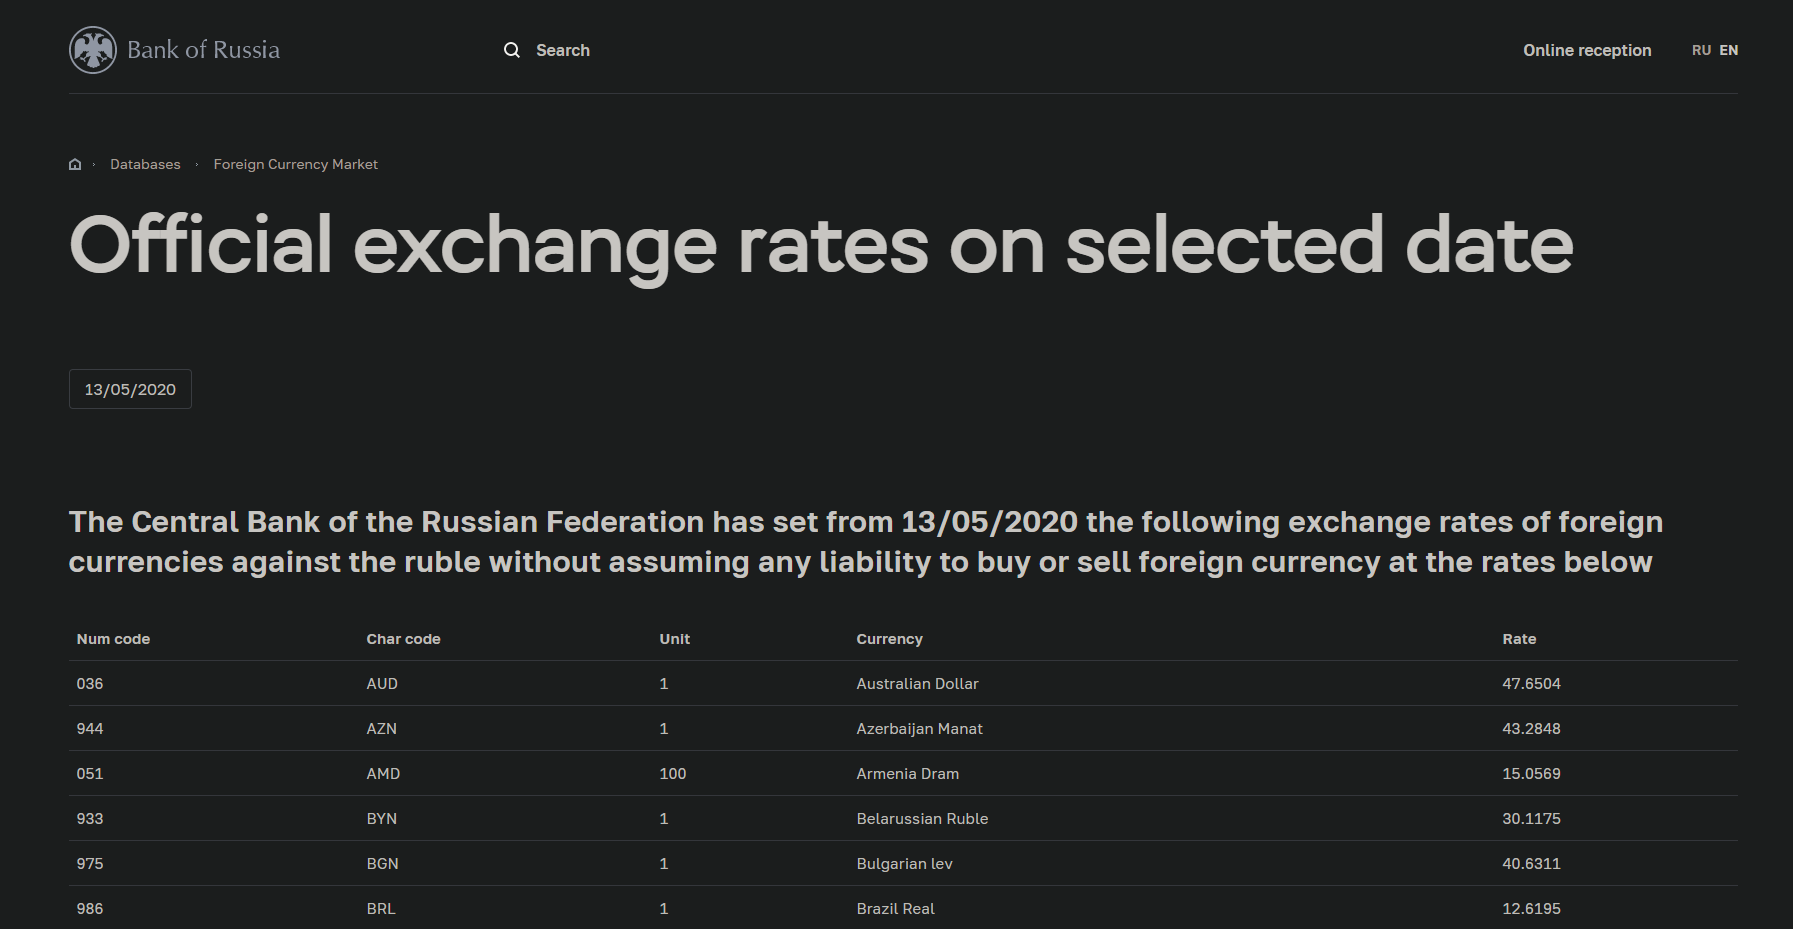 Bank of Russia
Search
Online reception
RU EN
Databases
Foreign Currency Market
Official exchange rates on selected date
13/05/2020
The Central Bank of the Russian Federation has set from 13/05/2020 the following exchange rates of foreign
currencies against the ruble without assuming any liability to buy or sell foreign currency at the rates below
Num code Char code Unit Currency Rate
036 AUD 1 Australian Dollar 47.6504
944 AZN 1 Azerbaijan Manat 43.2848
051 AMD 100 Armenia Dram 15.0569
933 BYN 1 Belarussian Ruble 30.1175
975 BGN 1 Bulgarian lev 40.6311
986 BRL 1 Brazil Real 12.6195